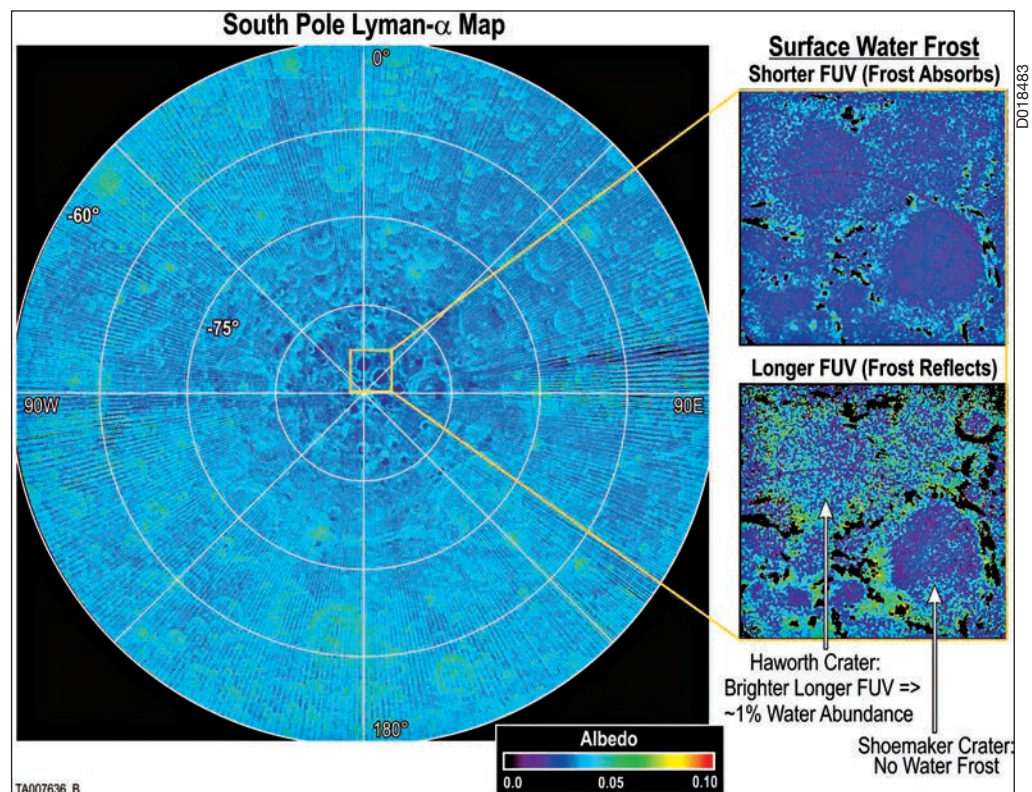 South Pole Lyman-α Map
0°
-60°
-75°
90W
90E
180°
Albedo
0.0 0.05 0.10
TA007636_B
Surface Water Frost
Shorter FUV (Frost Absorbs)
D018483
Longer FUV (Frost Reflects)
Haworth Crater:
Brighter Longer FUV =>
~1% Water Abundance
Shoemaker Crater:
No Water Frost